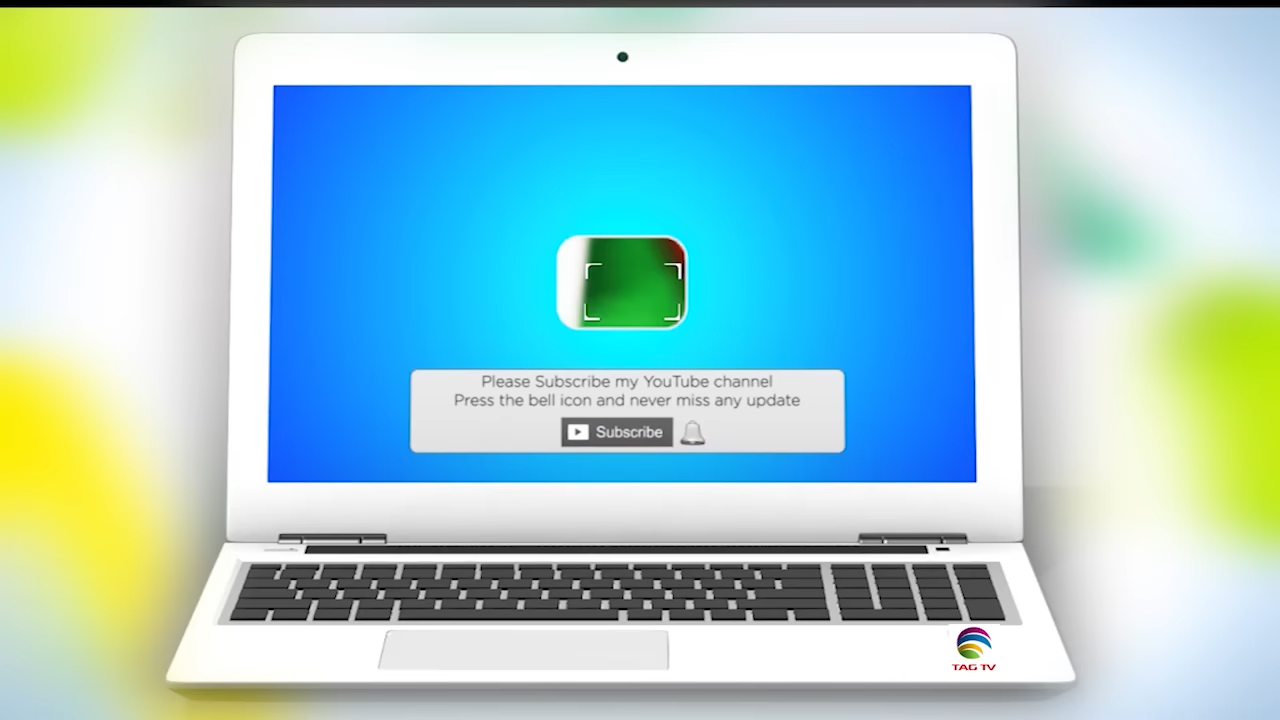 Please Subscribe my YouTube channel
Press the bell icon and never miss any update
Subscribe
TAG TV